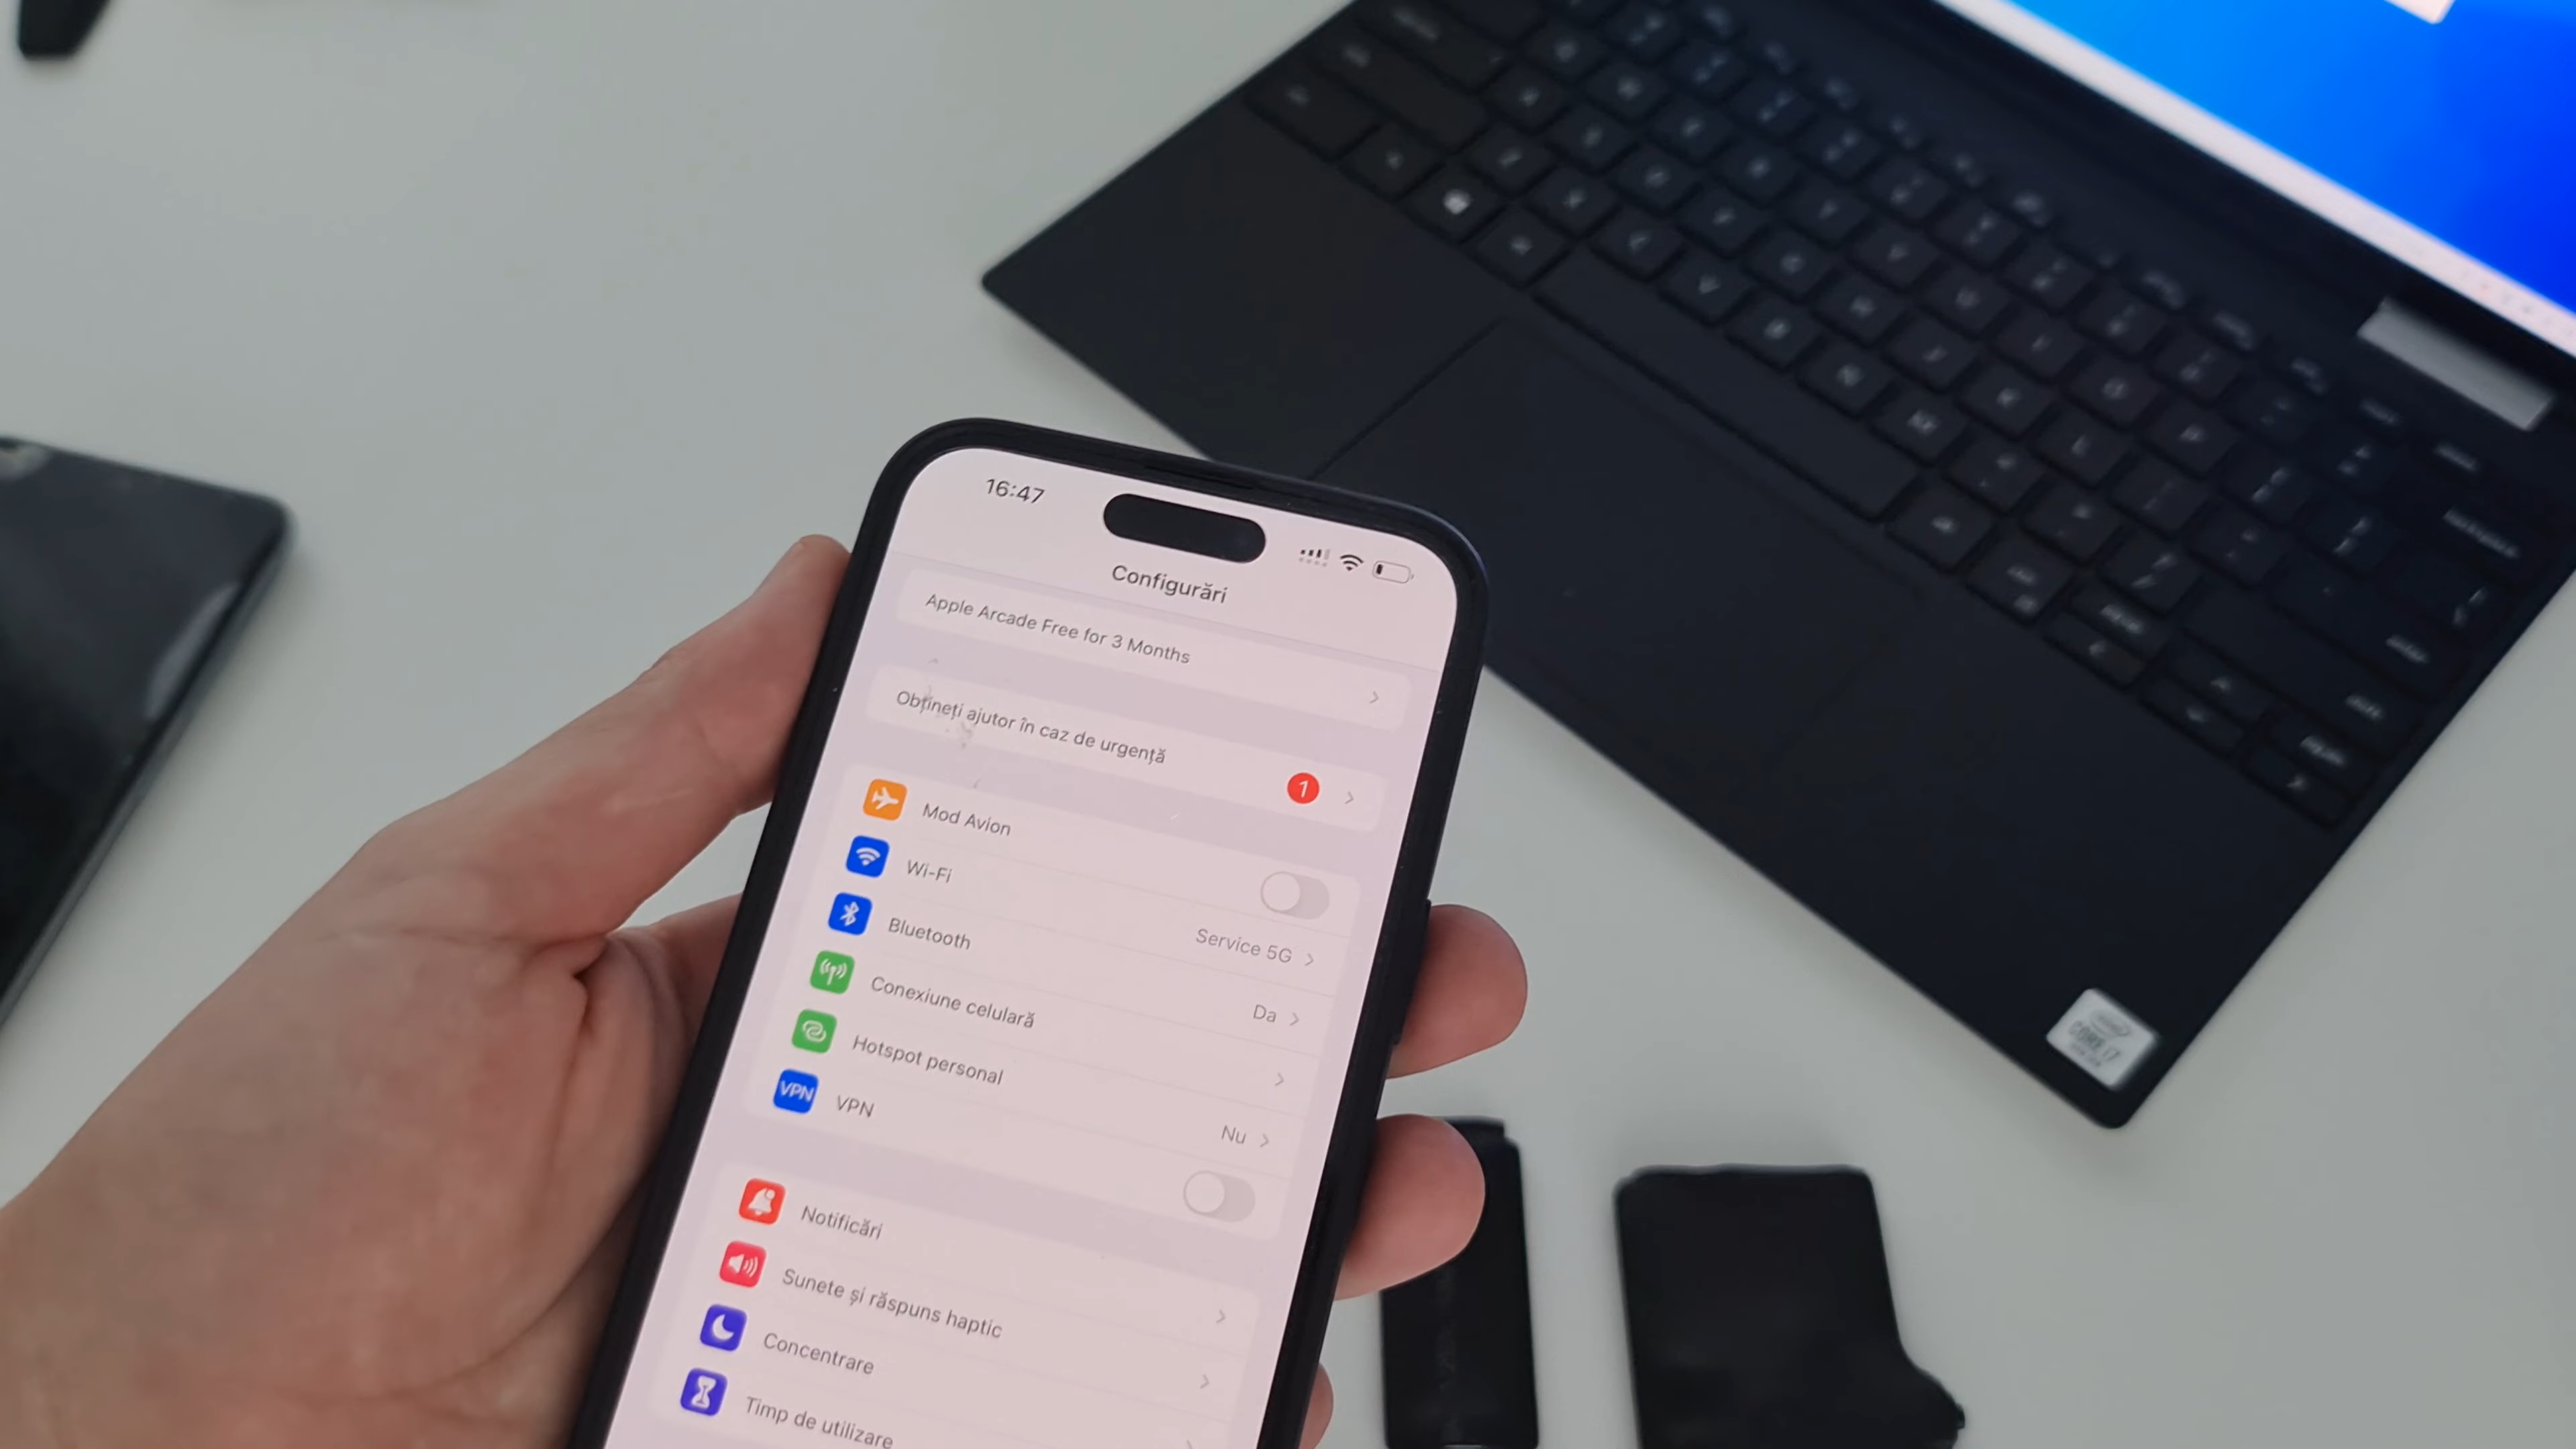 16:47
Configurări
Apple Arcade Free for 3 Months
Obțineți ajutor în caz de urgență
1
Mod Avion
Wi-Fi
Service 5G
Bluetooth
Da
Conexiune celulară
Hotspot personal
Nu
VPN
VPN
Notificări
Sunete și răspuns haptic
Concentrare
Timp de utilizare
CORE i7